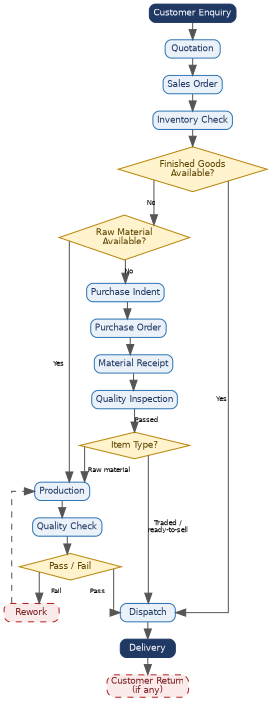 Customer Enquiry
Quotation
Sales Order
Inventory Check
Finished Goods
Available?
No
Raw Material
Available?
No
Purchase Indent
Purchase Order
Material Receipt
Yes
Quality Inspection
Yes
Passed
Item Type?
Raw material
Production
Traded /
ready-to-sell
Quality Check
Pass / Fail
Fail
Pass
Rework
Dispatch
Delivery
Customer Return
(if any)